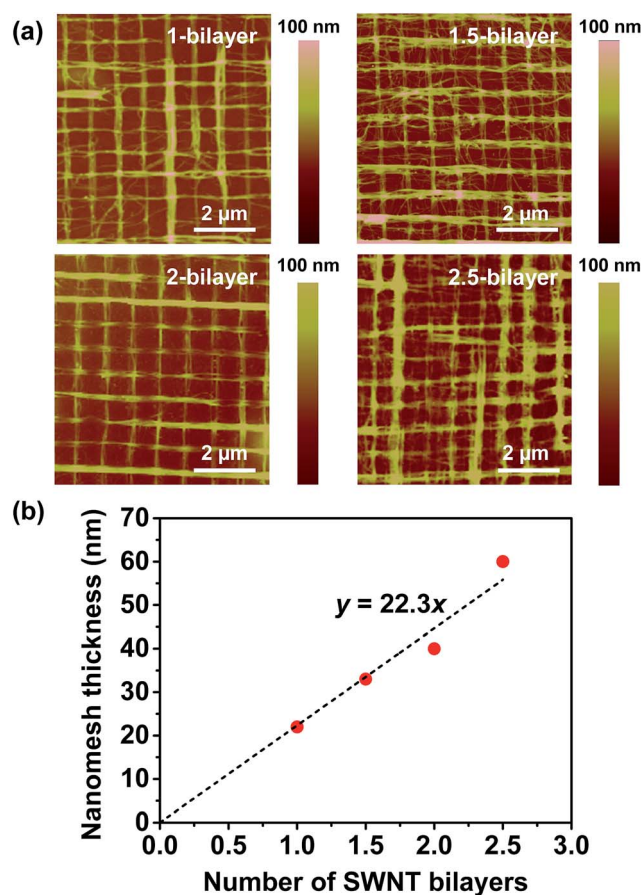 (a)
1-bilayer
100 nm
2 µm
1.5-bilayer
100 nm
2 µm
2-bilayer
100 nm
2 µm
2.5-bilayer
100 nm
2 µm
(b)
Nanomesh thickness (nm)
70
60
50
40
30
20
10
0
y = 22.3x
0.0 0.5 1.0 1.5 2.0 2.5 3.0
Number of SWNT bilayers